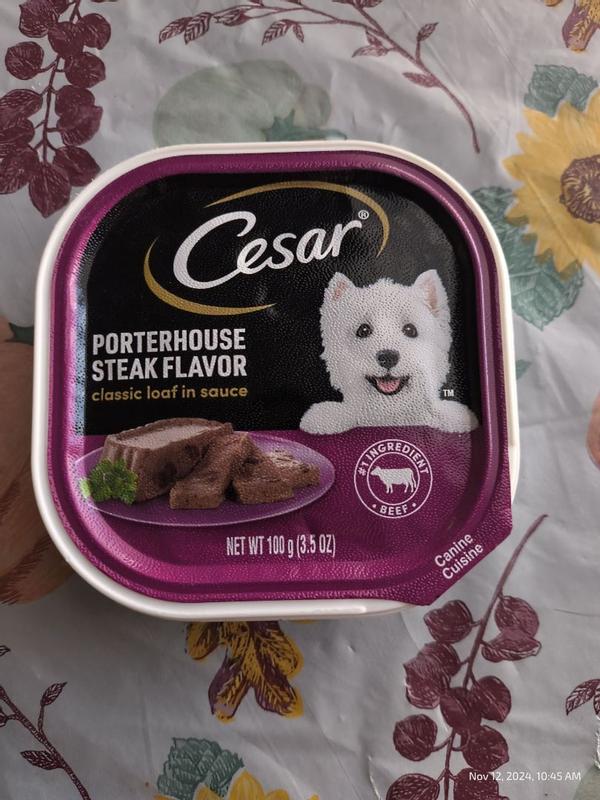 Cesar®
PORTERHOUSE
STEAK FLAVOR
classic loaf in sauce
TM
#1 INGREDIENT
• BEEF •
NET WT 100 g (3.5 OZ)
Canine
Cuisine
Nov 12, 2024, 10:45 AM